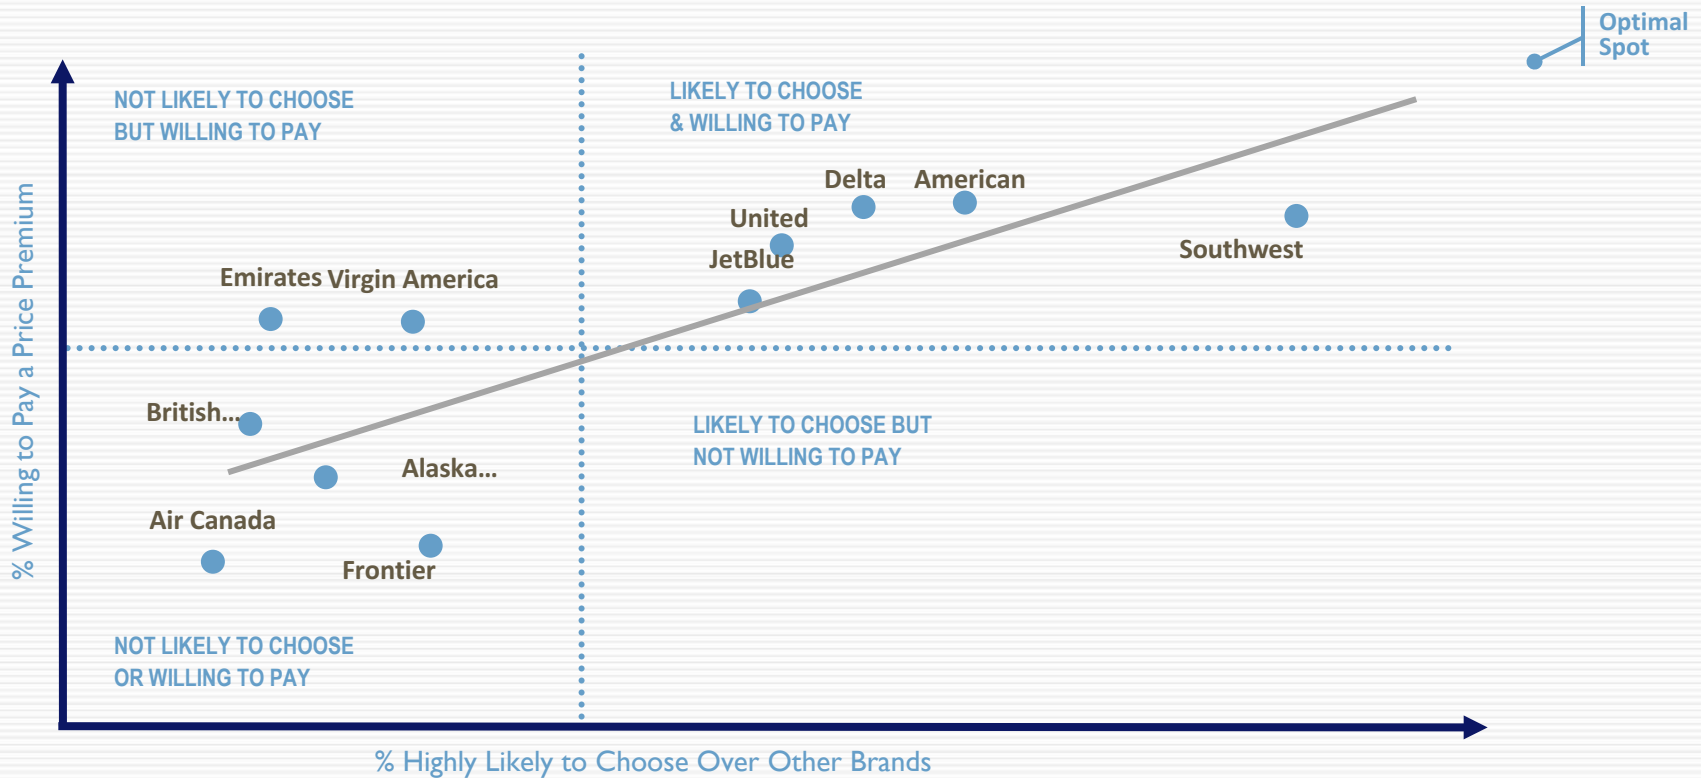 Optimal
Spot
NOT LIKELY TO CHOOSE
BUT WILLING TO PAY
LIKELY TO CHOOSE
& WILLING TO PAY
Delta
American
United
JetBlue
Southwest
Emirates
Virgin America
British...
Alaska...
Air Canada
Frontier
LIKELY TO CHOOSE BUT
NOT WILLING TO PAY
NOT LIKELY TO CHOOSE
OR WILLING TO PAY
% Willing to Pay a Price Premium
% Highly Likely to Choose Over Other Brands